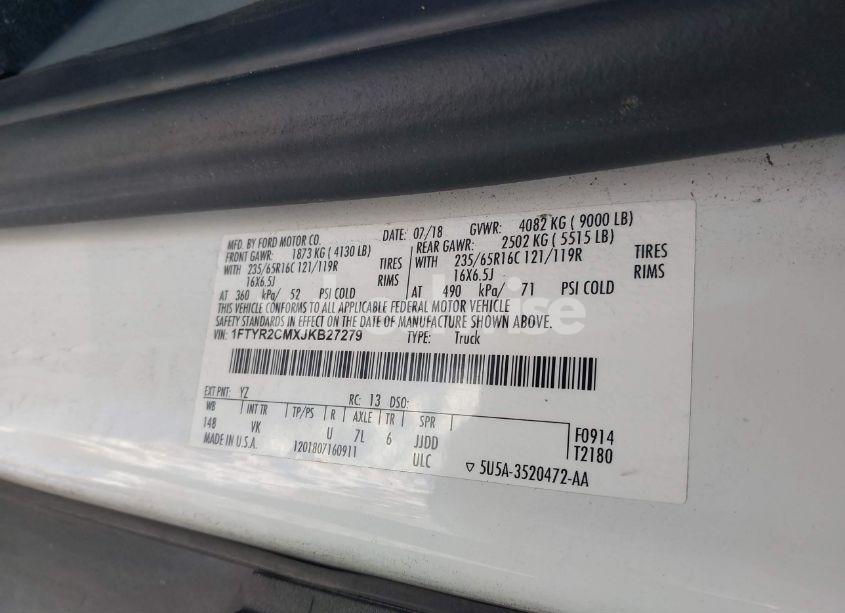 MFD. BY FORD MOTOR CO. DATE: 07/18 GVWR: 4082 KG ( 9000 LB)
FRONT GAWR: 1873 KG ( 4130 LB) REAR GAWR: 2502 KG ( 5515 LB)
WITH 235/65R16C 121/119R TIRES WITH 235/65R16C 121/119R TIRES
16X6.5J RIMS 16X6.5J RIMS
AT 360 kPa/ 52 PSI COLD AT 490 kPa/ 71 PSI COLD
THIS VEHICLE CONFORMS TO ALL APPLICABLE FEDERAL MOTOR VEHICLE
SAFETY STANDARDS IN EFFECT ON THE DATE OF MANUFACTURE SHOWN ABOVE.
VIN: 1FTYR2CMXJKB27279 TYPE: Truck
EXT PNT: YZ RC: 13 DSO:
WB INT TR TP/PS R AXLE TR SPR
148 VK U 7L 6 JJDD F0914
MADE IN U.S.A. 1201807160911 ULC T2180
▽ 5U5A-3520472-AA